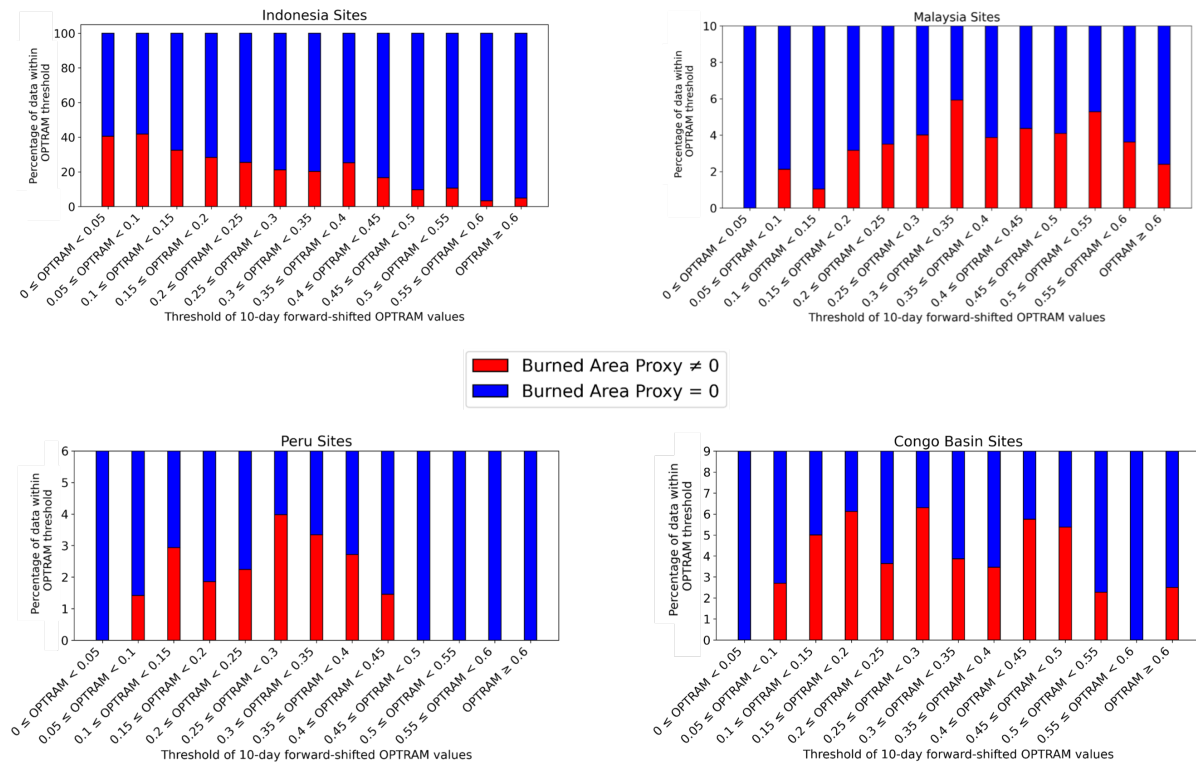 Indonesia Sites
Percentage of data within
OPTRAM threshold
100
80
60
40
20
0
0 ≤ OPTRAM < 0.05
0.05 ≤ OPTRAM < 0.1
0.1 ≤ OPTRAM < 0.15
0.15 ≤ OPTRAM < 0.2
0.2 ≤ OPTRAM < 0.25
0.25 ≤ OPTRAM < 0.3
0.3 ≤ OPTRAM < 0.35
0.35 ≤ OPTRAM < 0.4
0.4 ≤ OPTRAM < 0.45
0.45 ≤ OPTRAM < 0.5
0.5 ≤ OPTRAM < 0.55
0.55 ≤ OPTRAM < 0.6
OPTRAM ≥ 0.6
Threshold of 10-day forward-shifted OPTRAM values
Malaysia Sites
Percentage of data within
OPTRAM threshold
10
8
6
4
2
0
0 ≤ OPTRAM < 0.05
0.05 ≤ OPTRAM < 0.1
0.1 ≤ OPTRAM < 0.15
0.15 ≤ OPTRAM < 0.2
0.2 ≤ OPTRAM < 0.25
0.25 ≤ OPTRAM < 0.3
0.3 ≤ OPTRAM < 0.35
0.35 ≤ OPTRAM < 0.4
0.4 ≤ OPTRAM < 0.45
0.45 ≤ OPTRAM < 0.5
0.5 ≤ OPTRAM < 0.55
0.55 ≤ OPTRAM < 0.6
OPTRAM ≥ 0.6
Threshold of 10-day forward-shifted OPTRAM values
Burned Area Proxy ≠ 0
Burned Area Proxy = 0
Peru Sites
Percentage of data within
OPTRAM threshold
6
5
4
3
2
1
0
0 ≤ OPTRAM < 0.05
0.05 ≤ OPTRAM < 0.1
0.1 ≤ OPTRAM < 0.15
0.15 ≤ OPTRAM < 0.2
0.2 ≤ OPTRAM < 0.25
0.25 ≤ OPTRAM < 0.3
0.3 ≤ OPTRAM < 0.35
0.35 ≤ OPTRAM < 0.4
0.4 ≤ OPTRAM < 0.45
0.45 ≤ OPTRAM < 0.5
0.5 ≤ OPTRAM < 0.55
0.55 ≤ OPTRAM < 0.6
OPTRAM ≥ 0.6
Threshold of 10-day forward-shifted OPTRAM values
Congo Basin Sites
Percentage of data within
OPTRAM threshold
9
8
7
6
5
4
3
2
1
0
0 ≤ OPTRAM < 0.05
0.05 ≤ OPTRAM < 0.1
0.1 ≤ OPTRAM < 0.15
0.15 ≤ OPTRAM < 0.2
0.2 ≤ OPTRAM < 0.25
0.25 ≤ OPTRAM < 0.3
0.3 ≤ OPTRAM < 0.35
0.35 ≤ OPTRAM < 0.4
0.4 ≤ OPTRAM < 0.45
0.45 ≤ OPTRAM < 0.5
0.5 ≤ OPTRAM < 0.55
0.55 ≤ OPTRAM < 0.6
OPTRAM ≥ 0.6
Threshold of 10-day forward-shifted OPTRAM values